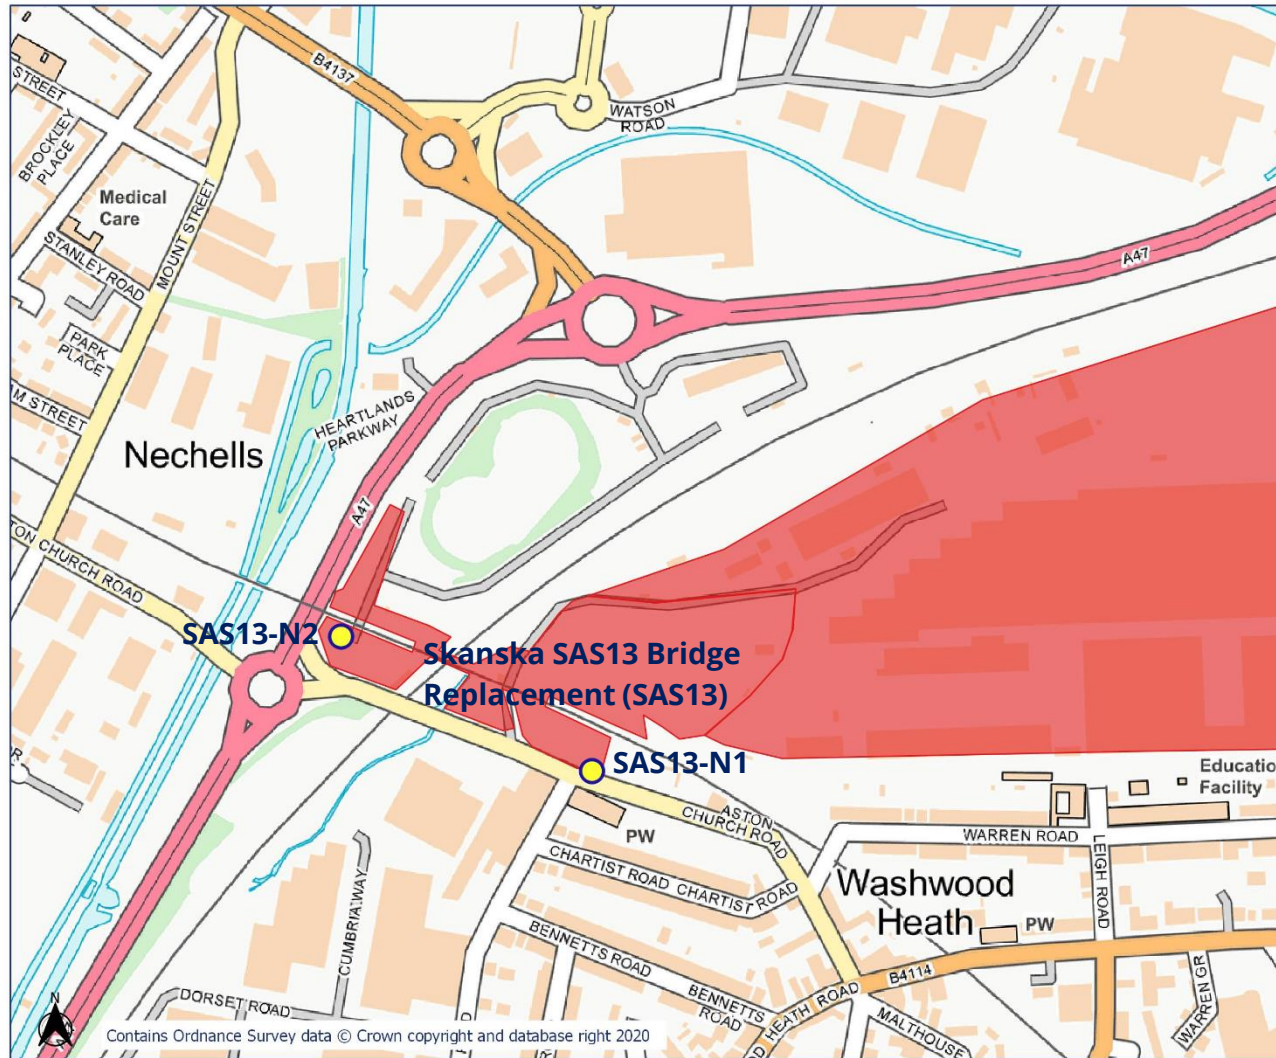 B4137
STREET
BROCKLEY
PLACE
WATSON
ROAD
Medical
Care
STANLEY ROAD
MOUNT STREET
A47
PARK
PLACE
HEARTLANDS
PARKWAY
M STREET
Nechells
A47
TON CHURCH ROAD
SAS13-N2
Skanska SAS13 Bridge
Replacement (SAS13)
SAS13-N1
Educatio
Facility
ASTON
CHURCH ROAD
PW
WARREN ROAD
LEIGH ROAD
CHARTIST ROAD
CHARTIST ROAD
Washwood
Heath
PW
CUMBRIA WAY
BENNETTS ROAD
B4114
BENNETTS
ROAD
HEATH ROAD
WARREN GR
MALTHOUSE
DORSET ROAD
N
Contains Ordnance Survey data © Crown copyright and database right 2020